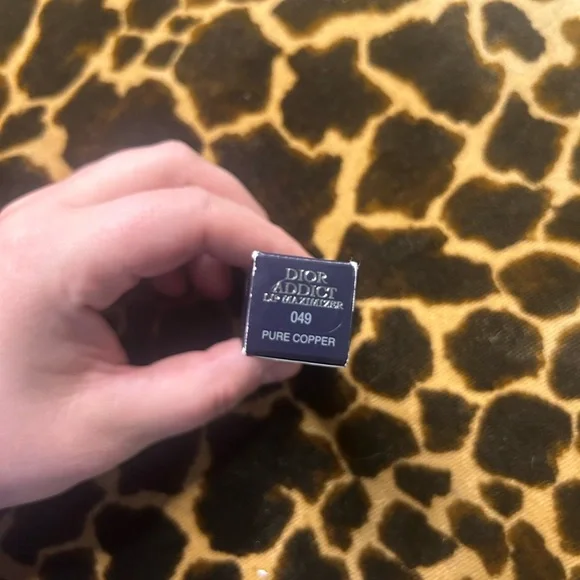 DIOR
ADDICT
LIP MAXIMIZER
049
PURE COPPER